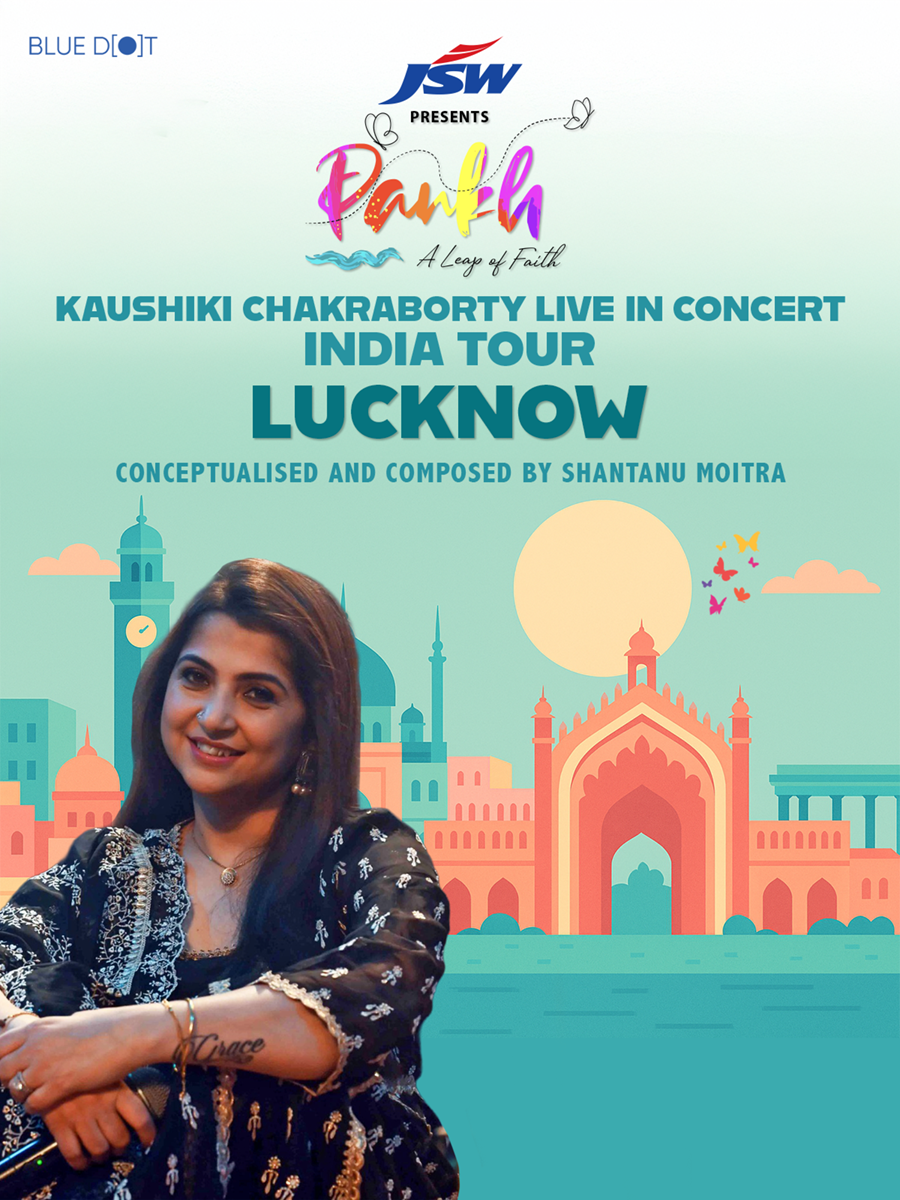 BLUE D[●]T
JSW
PRESENTS
Pankh
A Leap of Faith
KAUSHIKI CHAKRABORTY LIVE IN CONCERT
INDIA TOUR
LUCKNOW
CONCEPTUALISED AND COMPOSED BY SHANTANU MOITRA
Grace